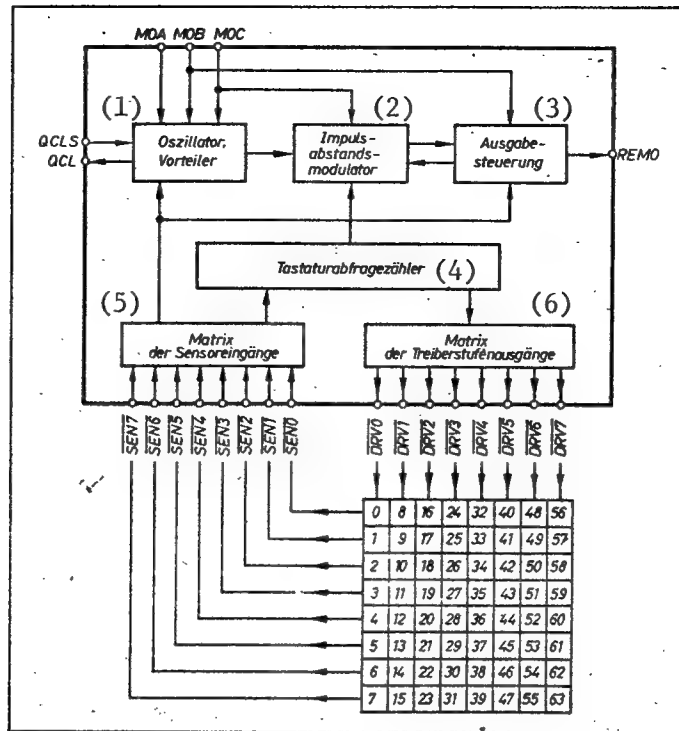 MOA MOB MOC
(1) (2) (3)
QCLS
QCL
Oszillator,
Vorteiler
Impuls-
abstands-
modulator
Ausgabe-
steuerung
REMO
Tastaturabfragezähler (4)
(5) (6)
Matrix
der Sensoreingänge
Matrix
der Treiberstufenausgänge
SEN7 SEN6 SEN5 SEN4 SEN3 SEN2 SEN1 SEN0
DRV0 DRV1 DRV2 DRV3 DRV4 DRV5 DRV6 DRV7
0 8 16 24 32 40 48 56
1 9 17 25 33 41 49 57
2 10 18 26 34 42 50 58
3 11 19 27 35 43 51 59
4 12 20 28 36 44 52 60
5 13 21 29 37 45 53 61
6 14 22 30 38 46 54 62
7 15 23 31 39 47 55 63